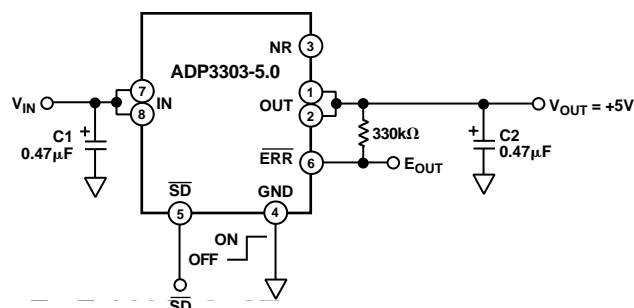 NR
3
ADP3303-5.0
7
8
IN
V_IN
C1
+
0.47µF
OUT
1
2
330kΩ
V_OUT = +5V
+
C2
0.47µF
ERR
6
E_OUT
SD
5
GND
4
ON
OFF
SD